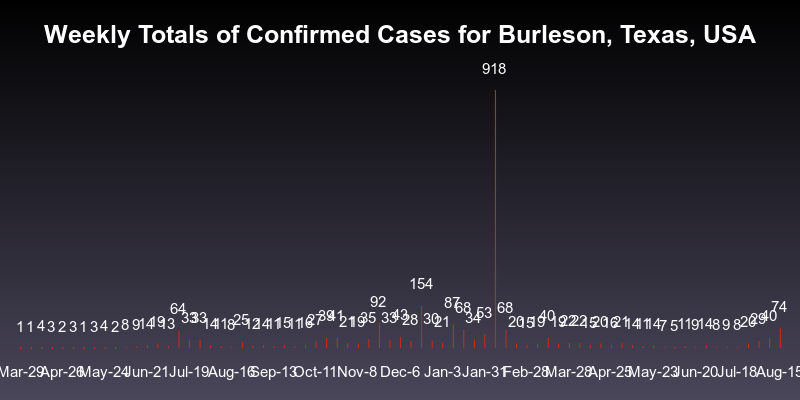 Weekly Totals of Confirmed Cases for Burleson, Texas, USA
1 1 4 3 2 3 1 3 4 2 8 9 14 19 13 64 33 33 14 11 8 25 12 14 11 15 11 16 27 39 41 21 19 35 92 33 43 28 154 30 21 87 68 34 53 918 68 20 15 19 40 19 22 23 15 20 16 21 14 11 14 7 5 11 9 14 8 9 8 20 29 40 74
Mar-29 Apr-26 May-24 Jun-21 Jul-19 Aug-16 Sep-13 Oct-11 Nov-8 Dec-6 Jan-3 Jan-31 Feb-28 Mar-28 Apr-25 May-23 Jun-20 Jul-18 Aug-15